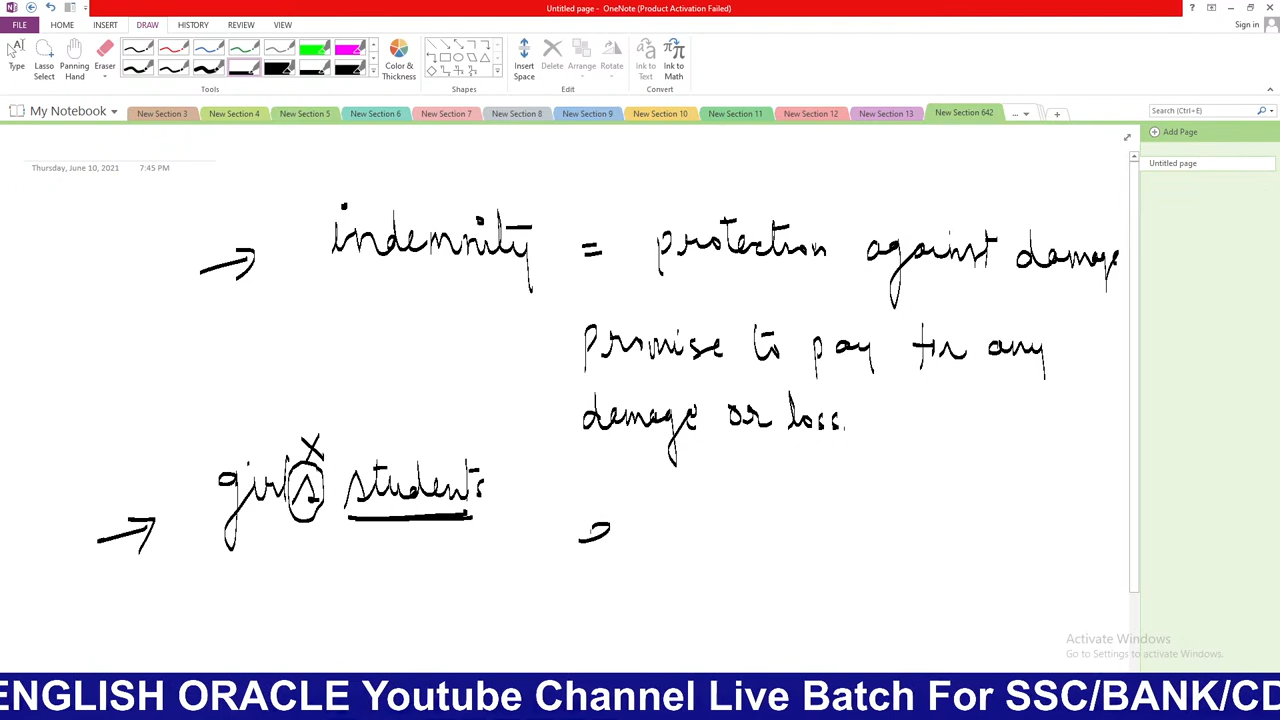 Untitled page - OneNote (Product Activation Failed)
Sign in
FILE HOME INSERT DRAW HISTORY REVIEW VIEW
Type
Lasso Select
Panning Hand
Eraser
Color & Thickness
Insert Space
Delete
Arrange
Rotate
Ink to Text
Ink to Math
Tools Shapes Edit Convert
My Notebook New Section 3 New Section 4 New Section 5 New Section 6 New Section 7 New Section 8 New Section 9 New Section 10 New Section 11 New Section 12 New Section 13 New Section 642 ... Search (Ctrl+E)
Add Page
Untitled page
Thursday, June 10, 2021 7:45 PM
→ indemnity = protection against damage
Promise to pay for any
damage or loss.
→ girls students
Activate Windows
Go to Settings to activate Windows.
ENGLISH ORACLE Youtube Channel Live Batch For SSC/BANK/CD